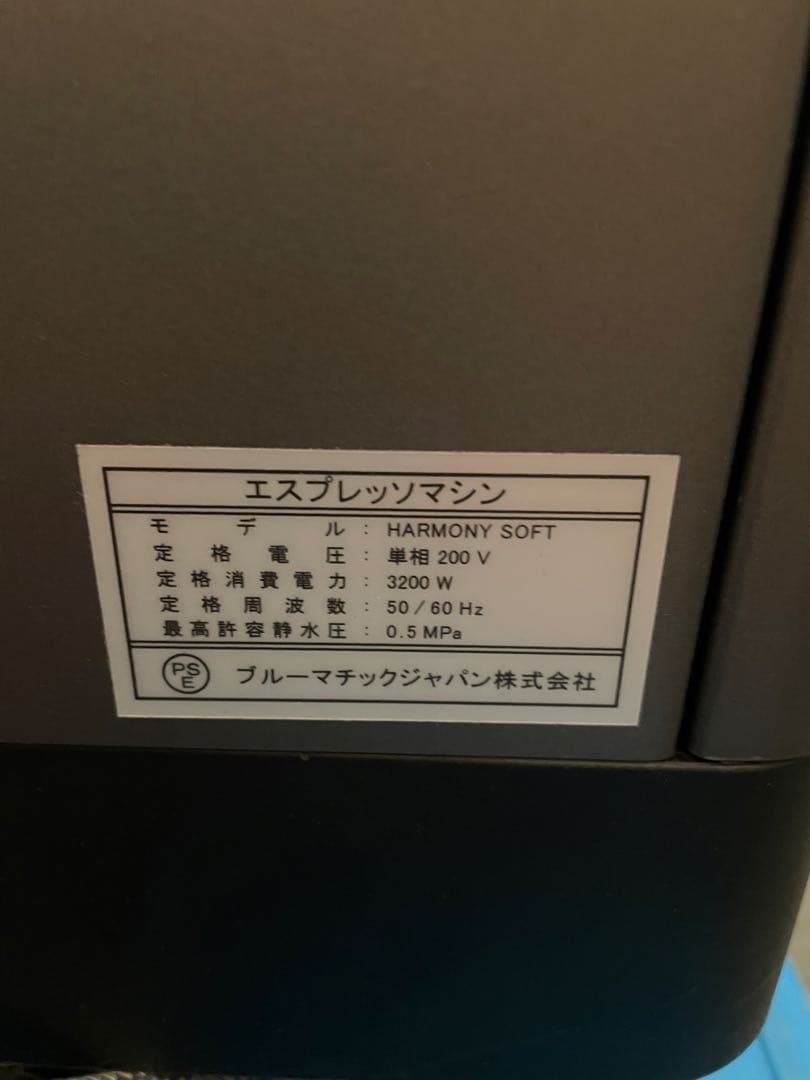 エスプレッソマシン
モデル : HARMONY SOFT
定格電圧 : 単相 200 V
定格消費電力 : 3200 W
定格周波数 : 50 / 60 Hz
最高許容静水圧 : 0.5 MPa
PSE ブルーマチックジャパン株式会社